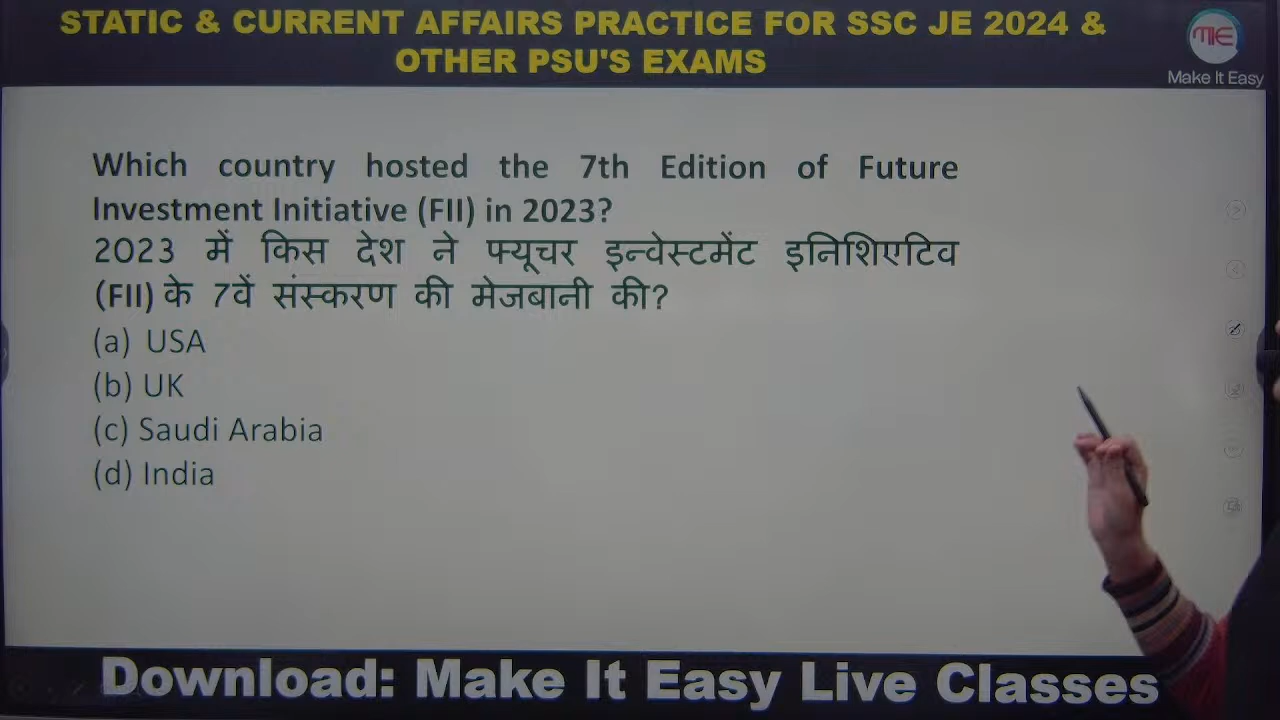 STATIC & CURRENT AFFAIRS PRACTICE FOR SSC JE 2024 &
OTHER PSU'S EXAMS
MIE
Make It Easy
Which country hosted the 7th Edition of Future
Investment Initiative (FII) in 2023?
2023 में किस देश ने फ्यूचर इन्वेस्टमेंट इनिशिएटिव
(FII) के 7वें संस्करण की मेजबानी की?
(a) USA
(b) UK
(c) Saudi Arabia
(d) India
Download: Make It Easy Live Classes